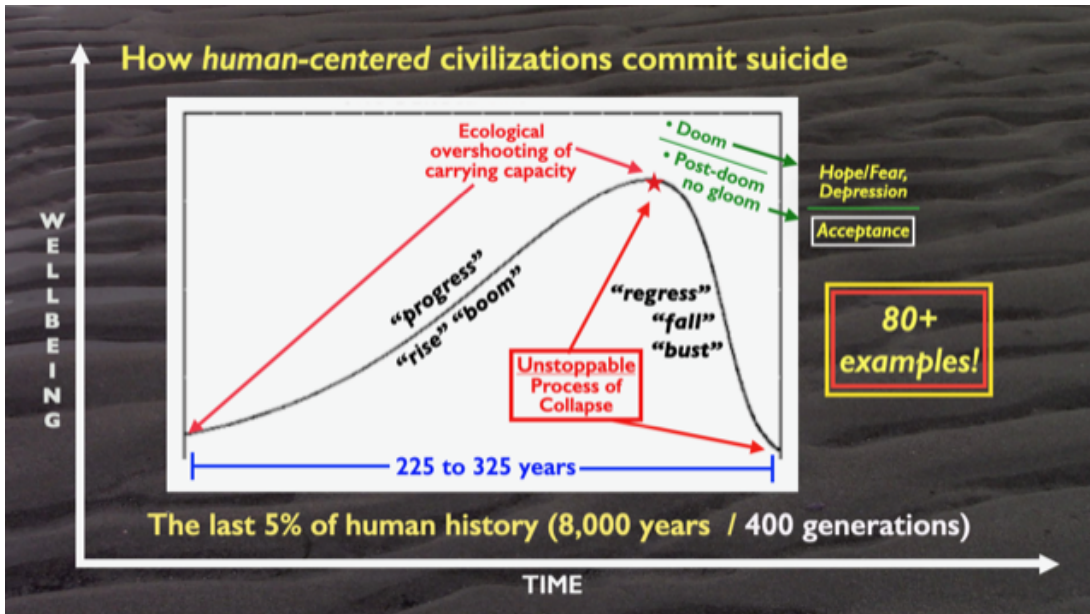 How human-centered civilizations commit suicide
Ecological
overshooting of
carrying capacity
• Doom
• Post-doom
no gloom
Hope/Fear,
Depression
Acceptance
WELLBEING
“progress”
“rise” “boom”
“regress”
“fall”
“bust”
80+
examples!
Unstoppable
Process of
Collapse
225 to 325 years
The last 5% of human history (8,000 years / 400 generations)
TIME